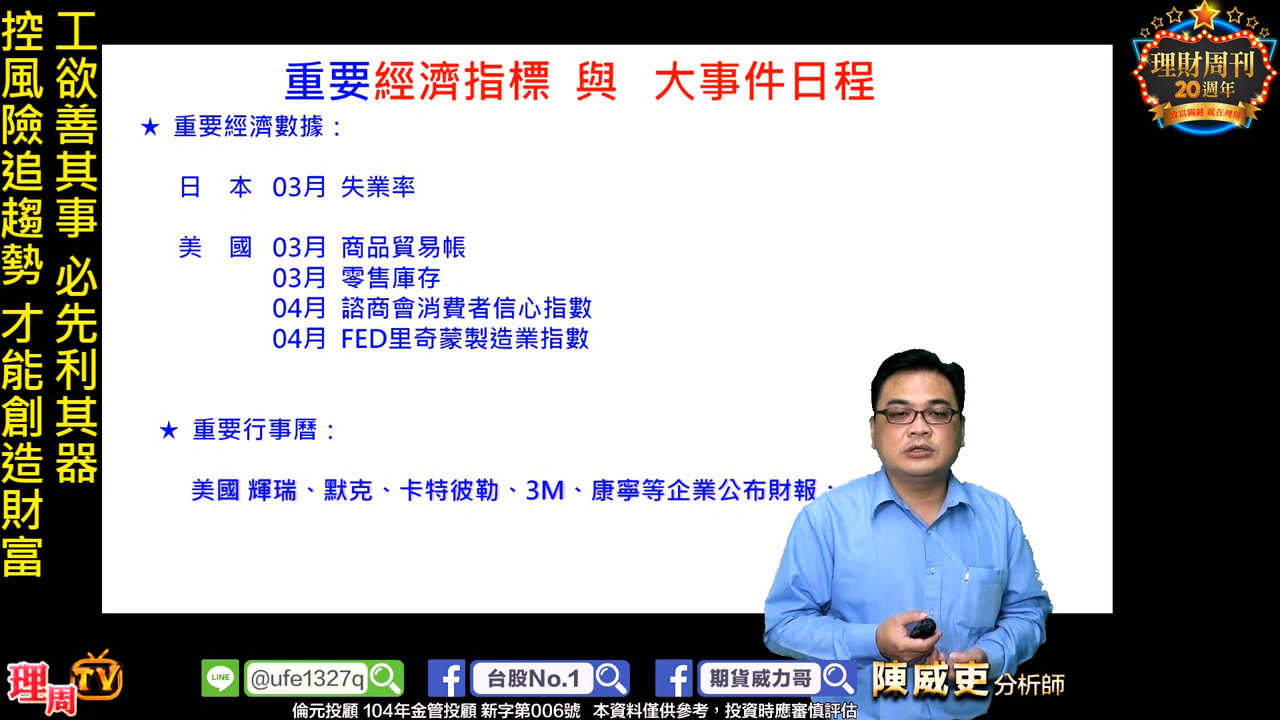 工欲善其事 必先利其器
控風險追趨勢 才能創造財富
理財周刊
20週年
致富關鍵 就在理財
重要經濟指標 與 大事件日程
★ 重要經濟數據：
日 本 03月 失業率
美 國 03月 商品貿易帳
03月 零售庫存
04月 諮商會消費者信心指數
04月 FED里奇蒙製造業指數
★ 重要行事曆：
美國 輝瑞、默克、卡特彼勒、3M、康寧等企業公布財報；
理周TV
LINE @ufe1327q
f 台股No.1
f 期貨威力哥
陳威吏 分析師
倫元投顧 104年金管投顧 新字第006號 本資料僅供參考，投資時應審慎評估